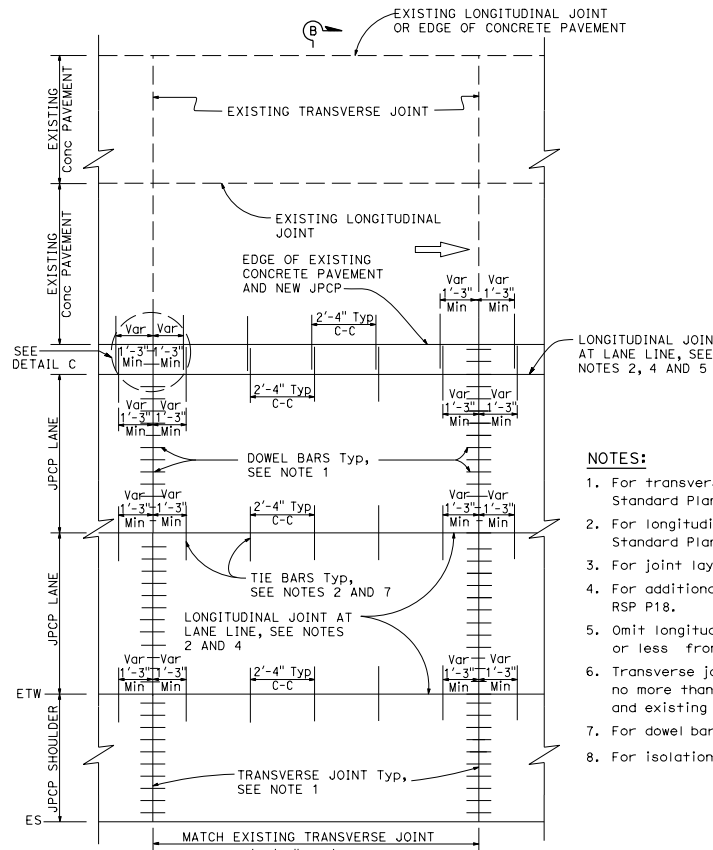 EXISTING LONGITUDINAL JOINT
OR EDGE OF CONCRETE PAVEMENT
B
EXISTING
Conc PAVEMENT
EXISTING TRANSVERSE JOINT
EXISTING
Conc PAVEMENT
EXISTING LONGITUDINAL
JOINT
EDGE OF EXISTING
CONCRETE PAVEMENT
AND NEW JPCP
Var Var
1'-3" 1'-3"
Min Min
2'-4" Typ
C-C
Var Var
1'-3" 1'-3"
Min Min
SEE
DETAIL C
LONGITUDINAL JOIN
AT LANE LINE, SEE
NOTES 2, 4 AND 5
2'-4" Typ
C-C
JPCP LANE
Var Var
1'-3" 1'-3"
Min Min
Var Var
1'-3" 1'-3"
Min Min
DOWEL BARS Typ,
SEE NOTE 1
Var Var
1'-3" 1'-3"
Min Min
2'-4" Typ
C-C
Var Var
1'-3" 1'-3"
Min Min
JPCP LANE
TIE BARS Typ,
SEE NOTES 2 AND 7
LONGITUDINAL JOINT AT
LANE LINE, SEE NOTES
2 AND 4
Var Var
1'-3" 1'-3"
Min Min
2'-4" Typ
C-C
Var Var
1'-3" 1'-3"
Min Min
ETW
JPCP SHOULDER
TRANSVERSE JOINT Typ,
SEE NOTE 1
ES
MATCH EXISTING TRANSVERSE JOINT
NOTES:
1. For transver
Standard Plan
2. For longitudi
Standard Plan
3. For joint lay
4. For additiona
RSP P18.
5. Omit longitud
or less from
6. Transverse jo
no more than
and existing
7. For dowel bar
8. For isolation